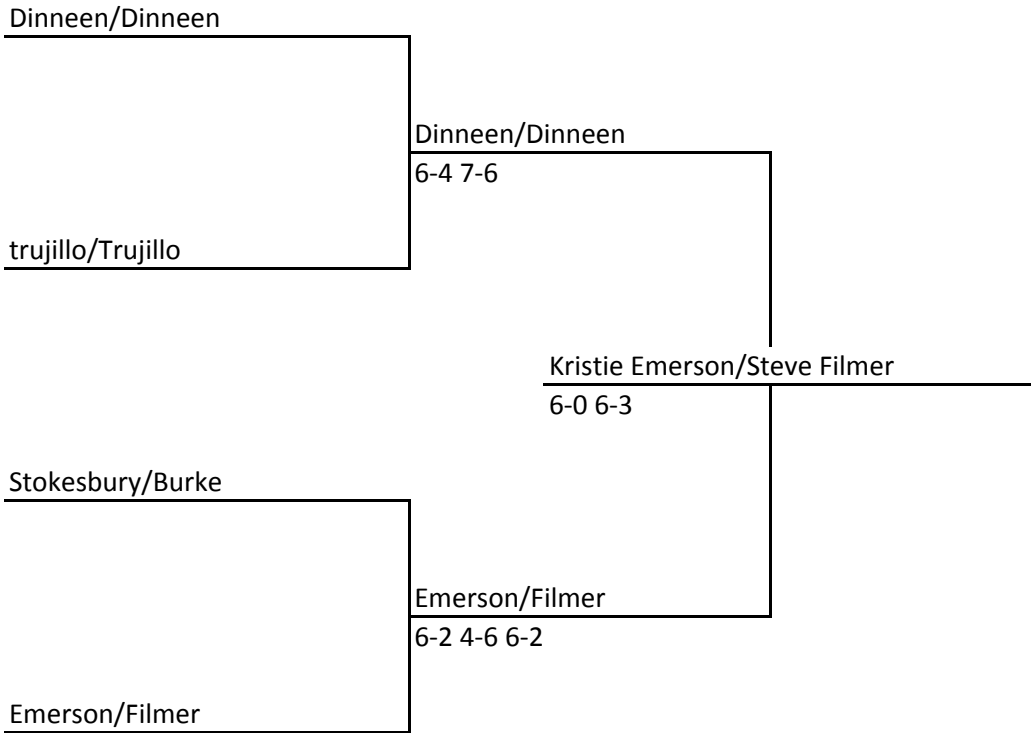 Dinneen/Dinneen
Dinneen/Dinneen
6-4 7-6
trujillo/Trujillo
Kristie Emerson/Steve Filmer
6-0 6-3
Stokesbury/Burke
Emerson/Filmer
6-2 4-6 6-2
Emerson/Filmer